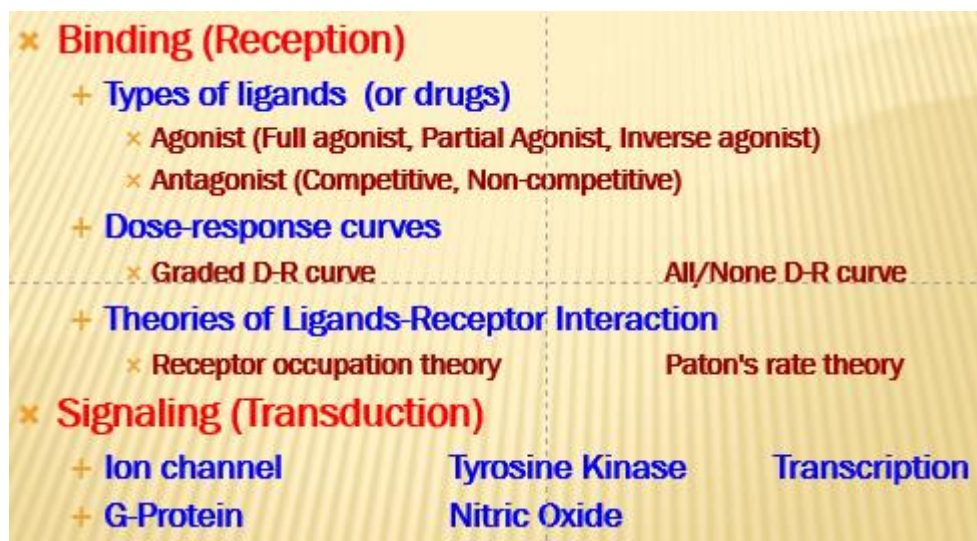 Binding (Reception)
Types of ligands (or drugs)
Agonist (Full agonist, Partial Agonist, Inverse agonist)
Antagonist (Competitive, Non-competitive)
Dose-response curves
Graded D-R curve All/None D-R curve
Theories of Ligands-Receptor Interaction
Receptor occupation theory Paton's rate theory
Signaling (Transduction)
Ion channel Tyrosine Kinase Transcription
G-Protein Nitric Oxide